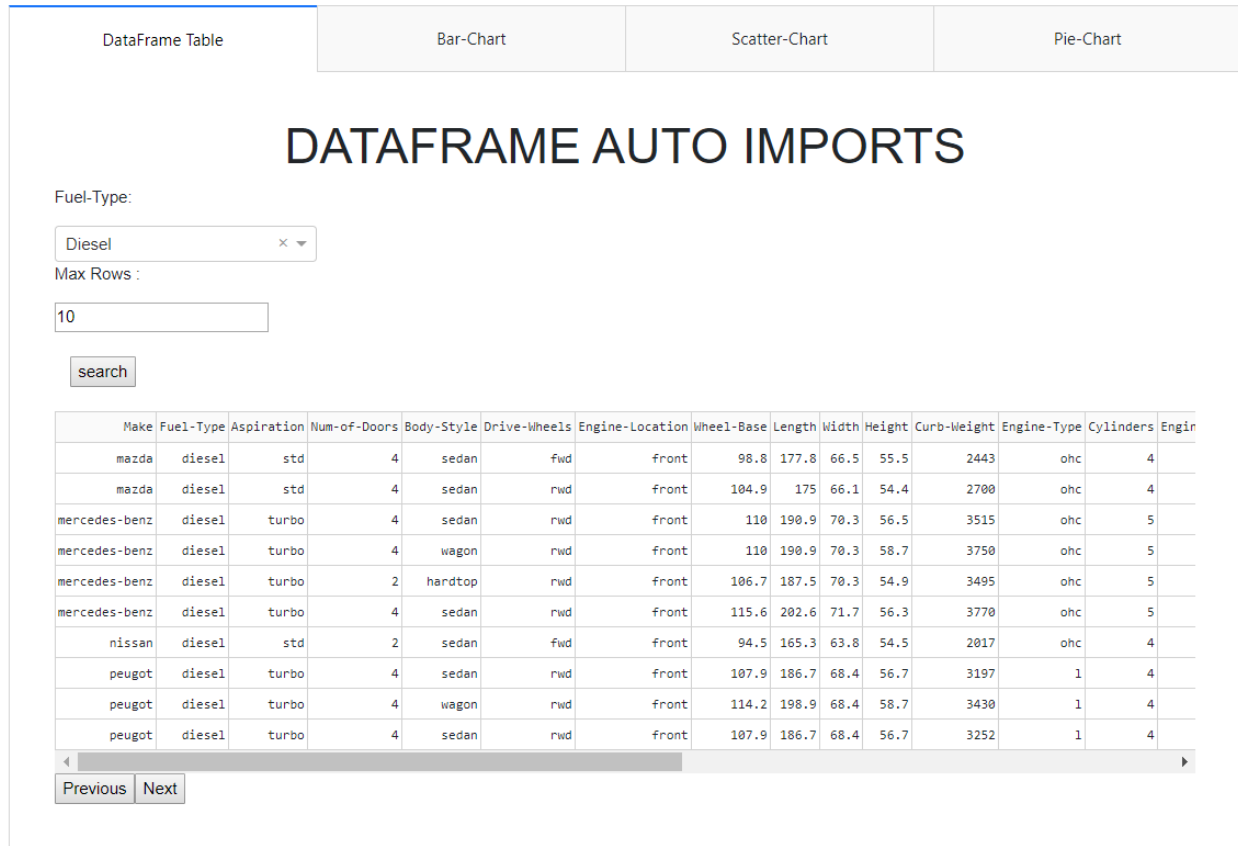 DataFrame Table Bar-Chart Scatter-Chart Pie-Chart
DATAFRAME AUTO IMPORTS
Fuel-Type:
Diesel
Max Rows :
10
search
Make Fuel-Type Aspiration Num-of-Doors Body-Style Drive-Wheels Engine-Location Wheel-Base Length Width Height Curb-Weight Engine-Type Cylinders Engin
mazda diesel std 4 sedan fwd front 98.8 177.8 66.5 55.5 2443 ohc 4
mazda diesel std 4 sedan rwd front 104.9 175 66.1 54.4 2700 ohc 4
mercedes-benz diesel turbo 4 sedan rwd front 110 190.9 70.3 56.5 3515 ohc 5
mercedes-benz diesel turbo 4 wagon rwd front 110 190.9 70.3 58.7 3750 ohc 5
mercedes-benz diesel turbo 2 hardtop rwd front 106.7 187.5 70.3 54.9 3495 ohc 5
mercedes-benz diesel turbo 4 sedan rwd front 115.6 202.6 71.7 56.3 3770 ohc 5
nissan diesel std 2 sedan fwd front 94.5 165.3 63.8 54.5 2017 ohc 4
peugot diesel turbo 4 sedan rwd front 107.9 186.7 68.4 56.7 3197 l 4
peugot diesel turbo 4 wagon rwd front 114.2 198.9 68.4 58.7 3430 l 4
peugot diesel turbo 4 sedan rwd front 107.9 186.7 68.4 56.7 3252 l 4
Previous Next